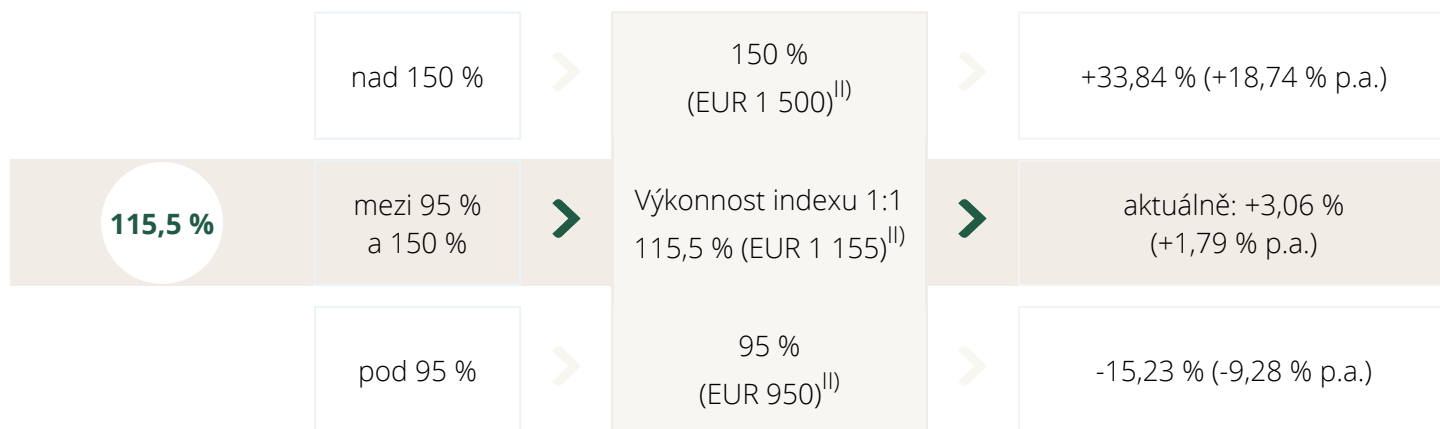 nad 150 %
150 %
(EUR 1 500)II)
+33,84 % (+18,74 % p.a.)
115,5 %
mezi 95 %
a 150 %
Výkonnost indexu 1:1
115,5 % (EUR 1 155)II)
aktuálně: +3,06 %
(+1,79 % p.a.)
pod 95 %
95 %
(EUR 950)II)
-15,23 % (-9,28 % p.a.)